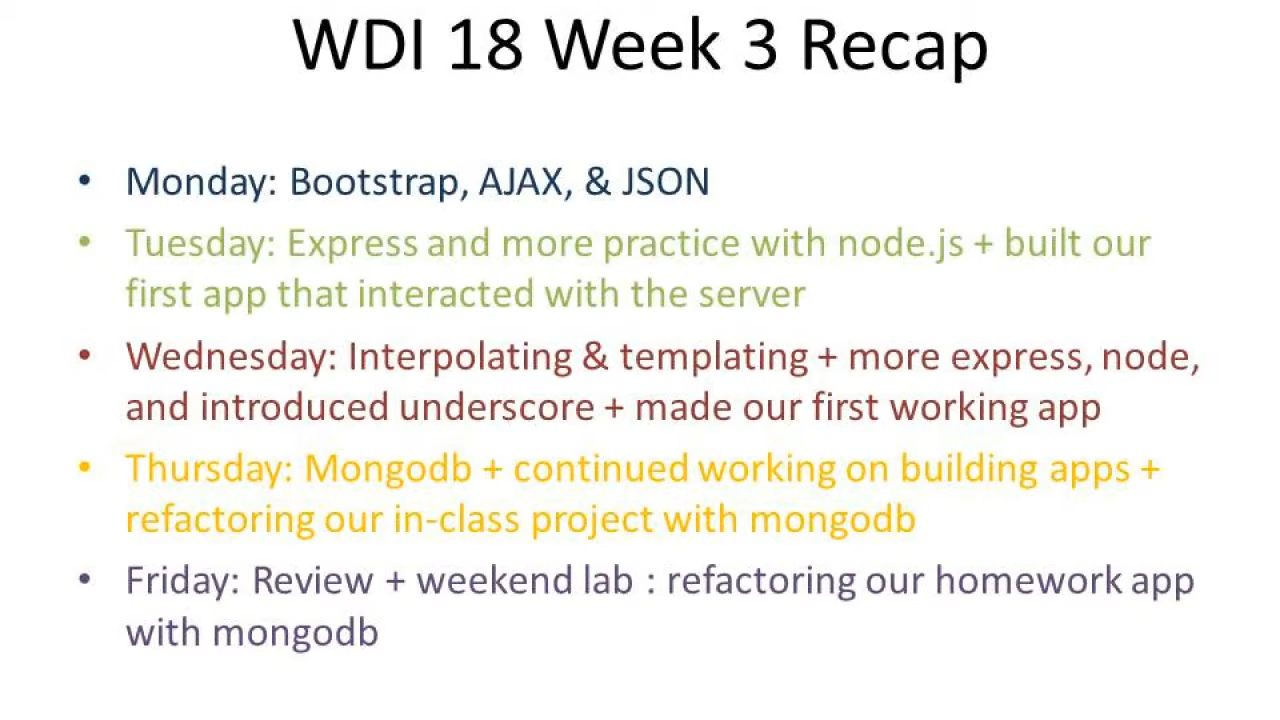 WDI 18 Week 3 Recap
• Monday: Bootstrap, AJAX, & JSON
• Tuesday: Express and more practice with node.js + built our
first app that interacted with the server
• Wednesday: Interpolating & templating + more express, node,
and introduced underscore + made our first working app
• Thursday: Mongodb + continued working on building apps +
refactoring our in-class project with mongodb
• Friday: Review + weekend lab : refactoring our homework app
with mongodb